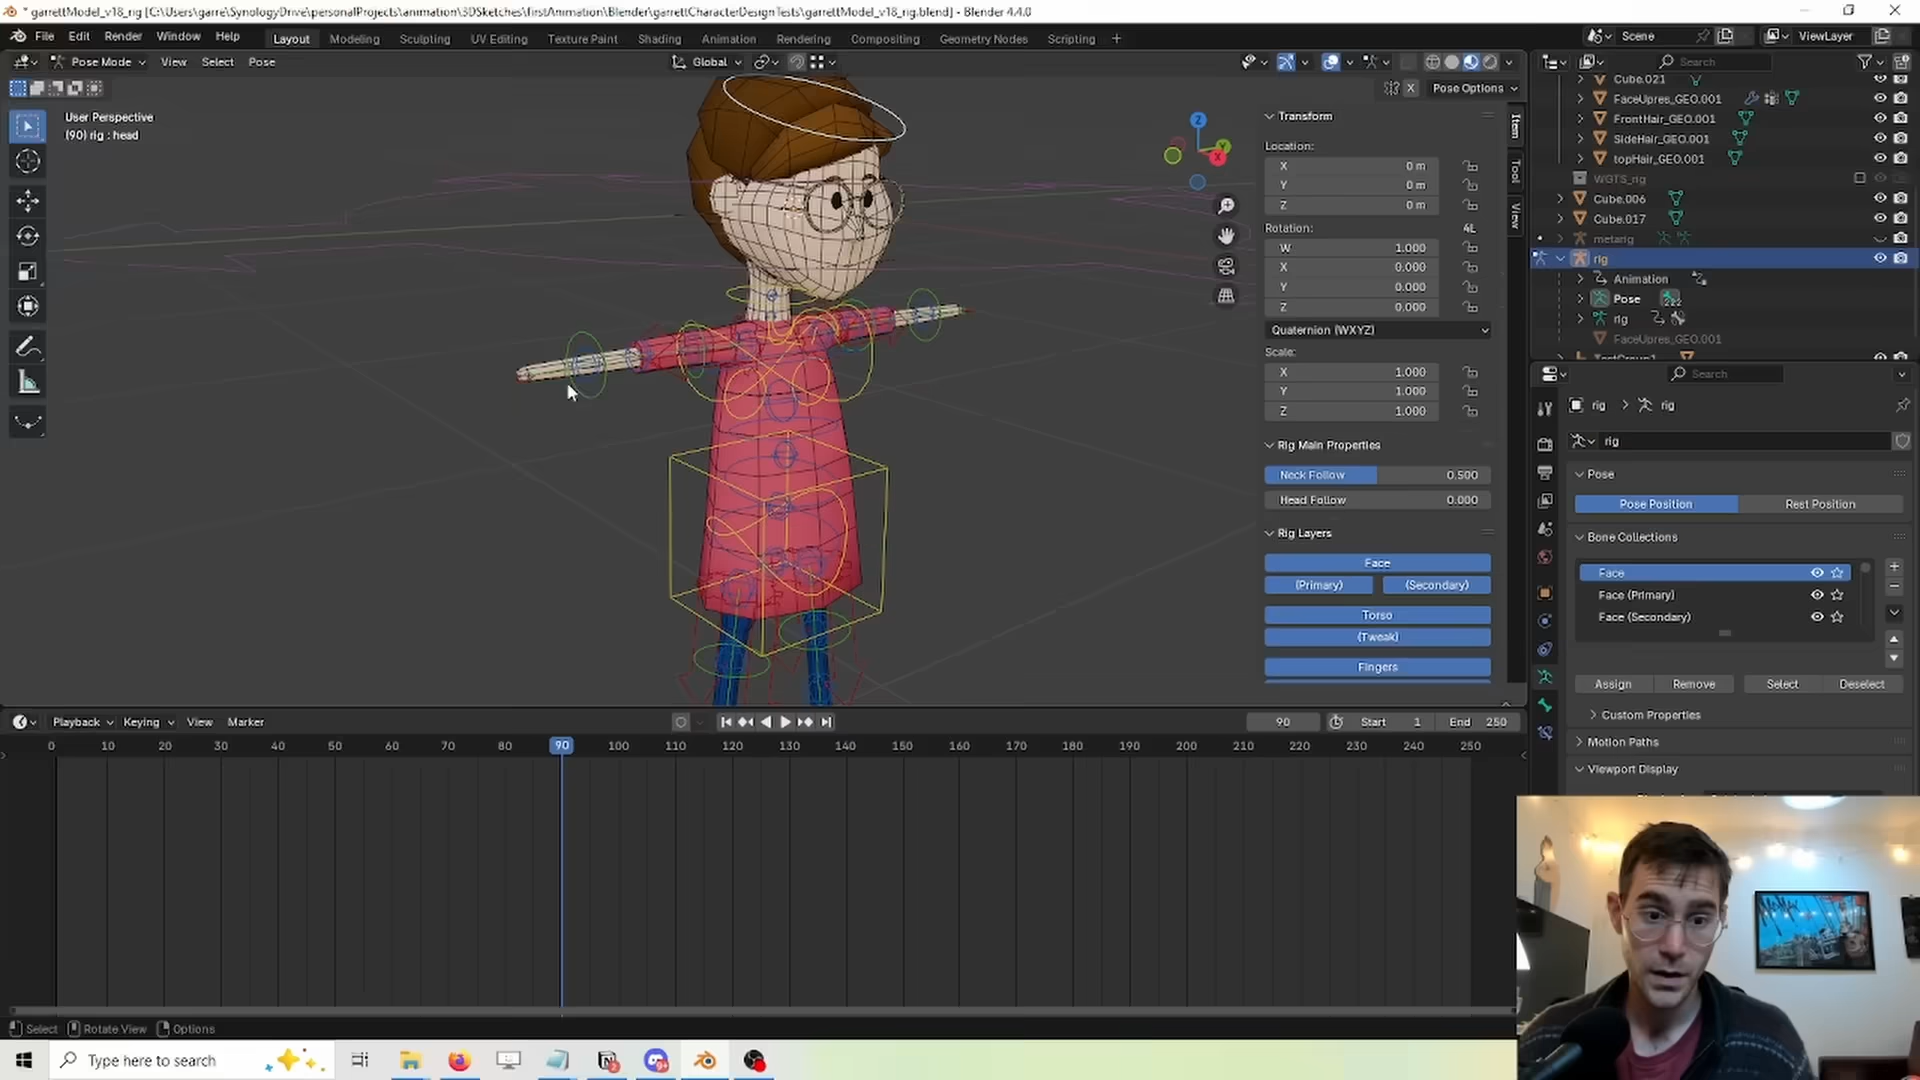 * garrettModel_v18_rig [C:\Users\garre\SynologyDrive\personalProjects\animation\3DSketches\firstAnimation\Blender\garrettCharacterDesignTests\garrettModel_v18_rig.blend] - Blender 4.4.0
File Edit Render Window Help Layout Modeling Sculpting UV Editing Texture Paint Shading Animation Rendering Compositing Geometry Nodes Scripting + Scene ViewLayer
Pose Mode View Select Pose Global Search
X Pose Options
Cube.021
FaceUpres_GEO.001
FrontHair_GEO.001
SideHair_GEO.001
topHair_GEO.001
WGTS_rig
Cube.006
Cube.017
metarig
rig
Animation
Pose
222
rig
FaceUpres_GEO.001
User Perspective
(90) rig : head
Z
X
Transform
Item
Tool
View
Location:
X 0 m
Y 0 m
Z 0 m
Rotation: 4L
W 1.000
X 0.000
Y 0.000
Z 0.000
Quaternion (WXYZ)
Scale:
X 1.000
Y 1.000
Z 1.000
Rig Main Properties
Neck Follow 0.500
Head Follow 0.000
Rig Layers
Face
(Primary) (Secondary)
Torso
(Tweak)
Fingers
Search
rig > rig
rig
Pose
Pose Position Rest Position
Bone Collections
Face
Face (Primary)
Face (Secondary)
Assign Remove Select Deselect
Custom Properties
Motion Paths
Viewport Display
Playback Keying View Marker 90 Start 1 End 250
0 10 20 30 40 50 60 70 80 90 100 110 120 130 140 150 160 170 180 190 200 210 220 230 240 250
Select Rotate View Options
Type here to search